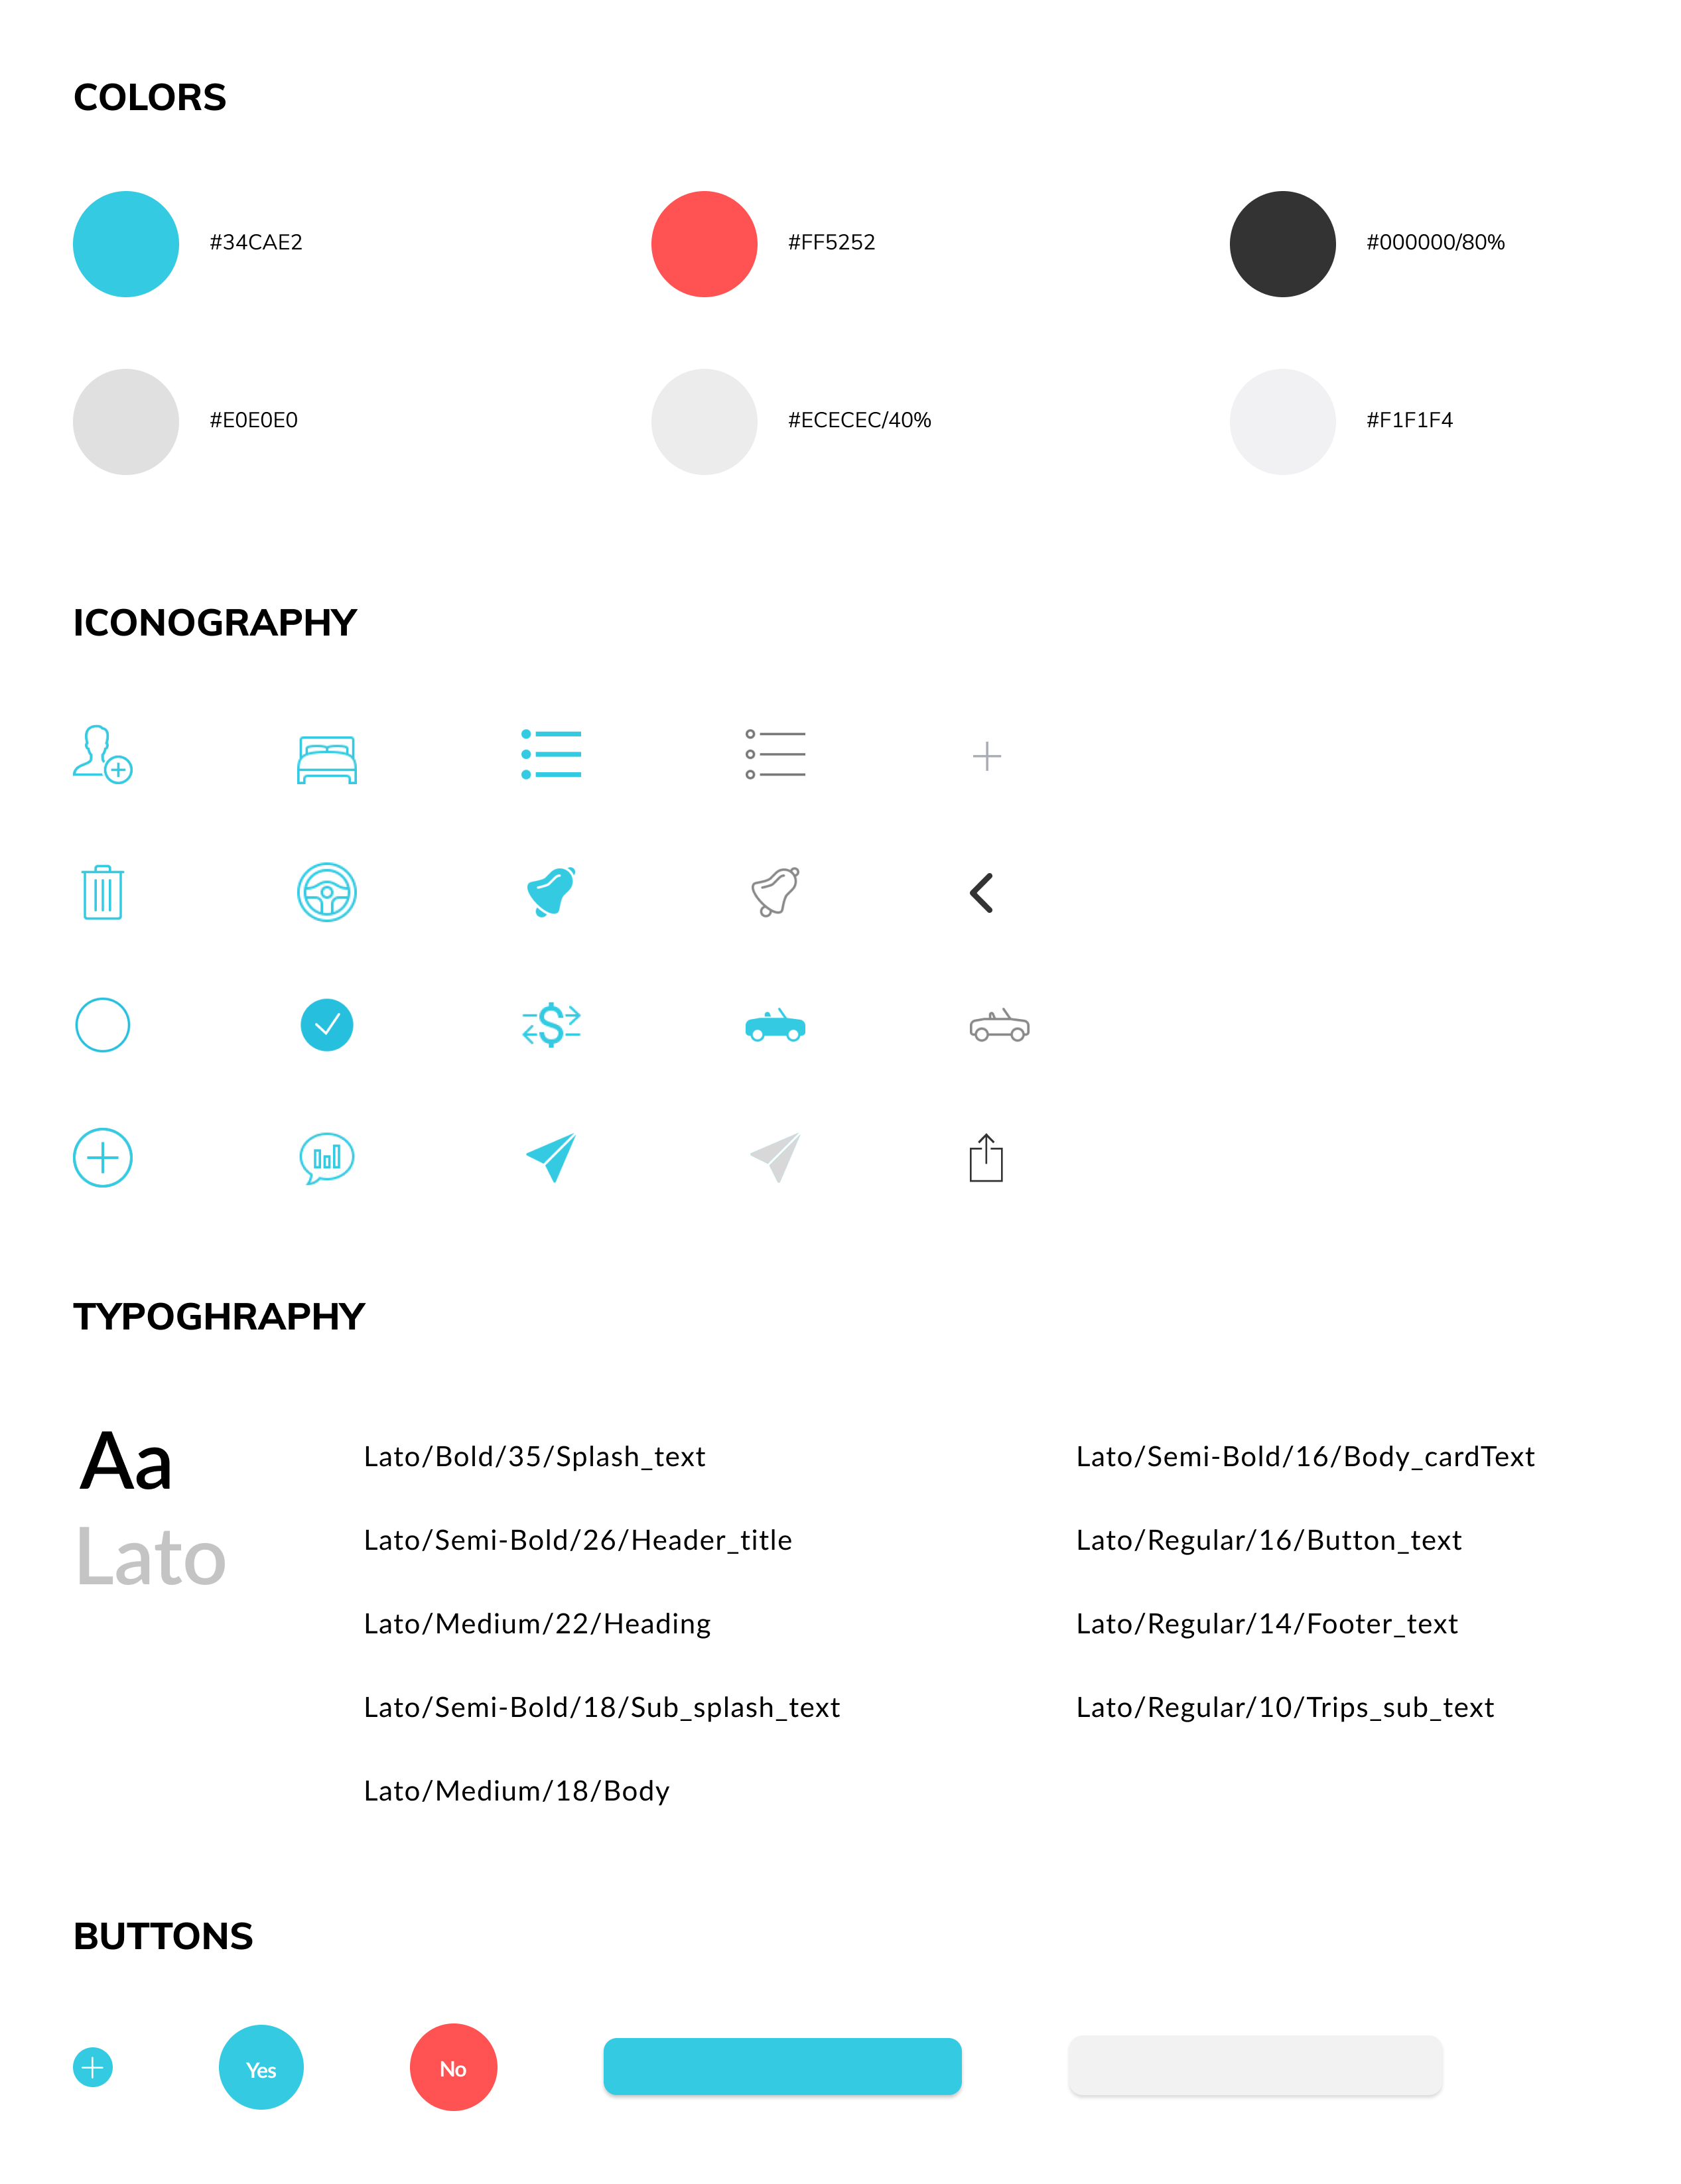 COLORS
#34CAE2
#FF5252
#000000/80%
#E0E0E0
#ECECEC/40%
#F1F1F4
ICONOGRAPHY
TYPOGHRAPHY
Aa
Lato
Lato/Bold/35/Splash_text
Lato/Semi-Bold/26/Header_title
Lato/Medium/22/Heading
Lato/Semi-Bold/18/Sub_splash_text
Lato/Medium/18/Body
Lato/Semi-Bold/16/Body_cardText
Lato/Regular/16/Button_text
Lato/Regular/14/Footer_text
Lato/Regular/10/Trips_sub_text
BUTTONS
Yes
No